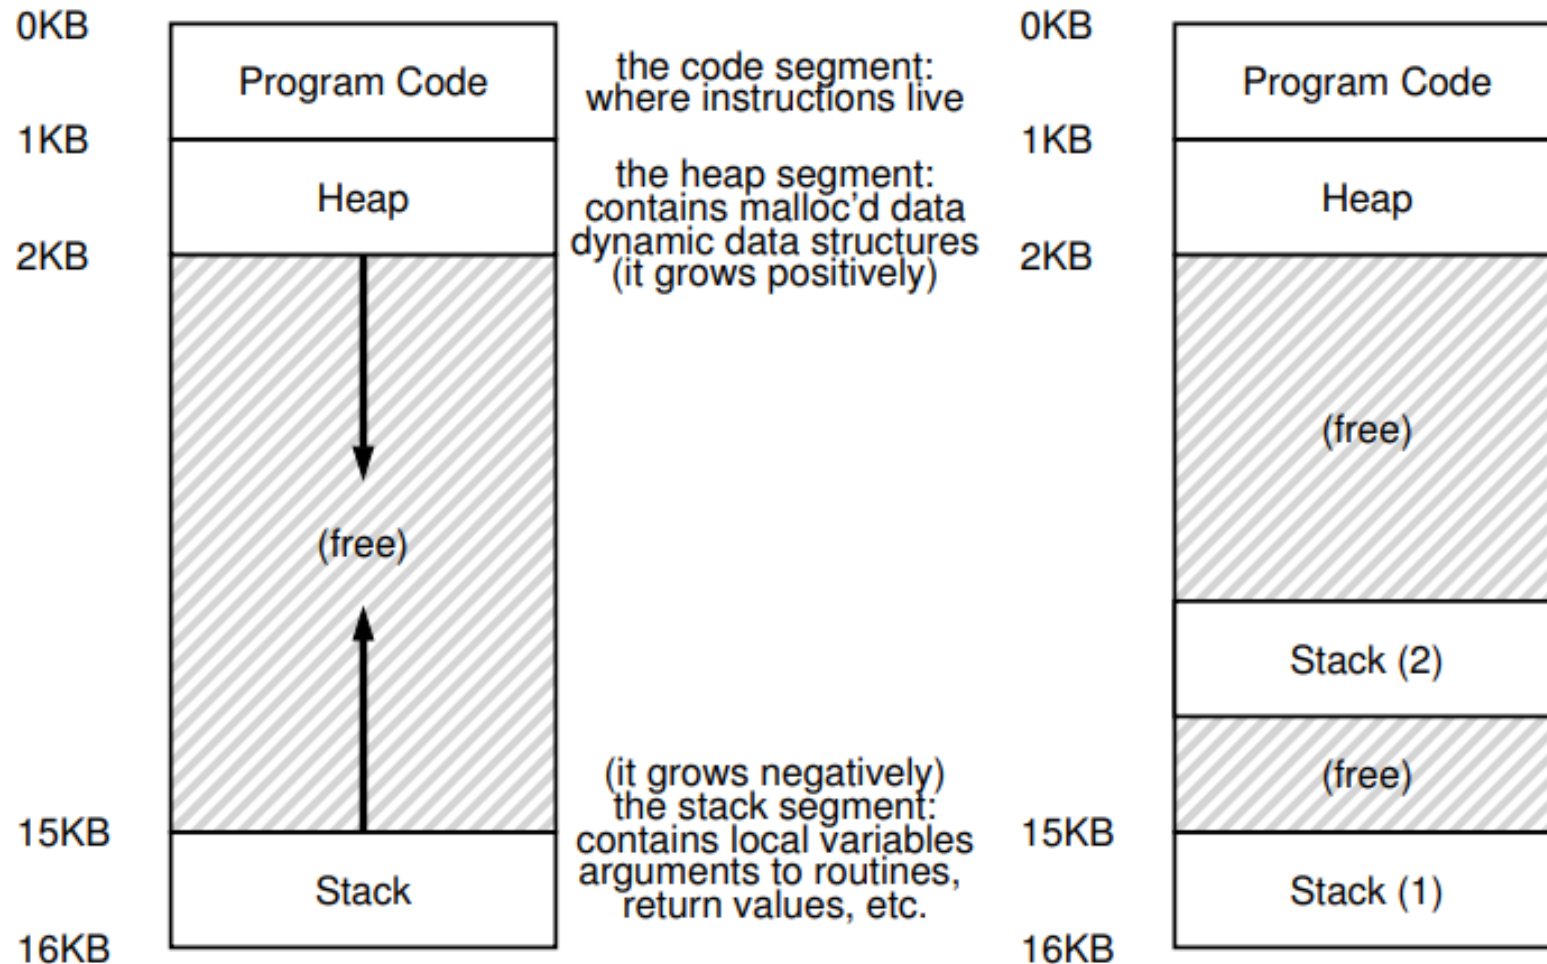 0KB
Program Code
the code segment:
where instructions live
1KB
Heap
the heap segment:
contains malloc'd data
dynamic data structures
(it grows positively)
2KB
(free)
(it grows negatively)
the stack segment:
contains local variables
arguments to routines,
return values, etc.
15KB
Stack
16KB
0KB
Program Code
1KB
Heap
2KB
(free)
Stack (2)
(free)
15KB
Stack (1)
16KB